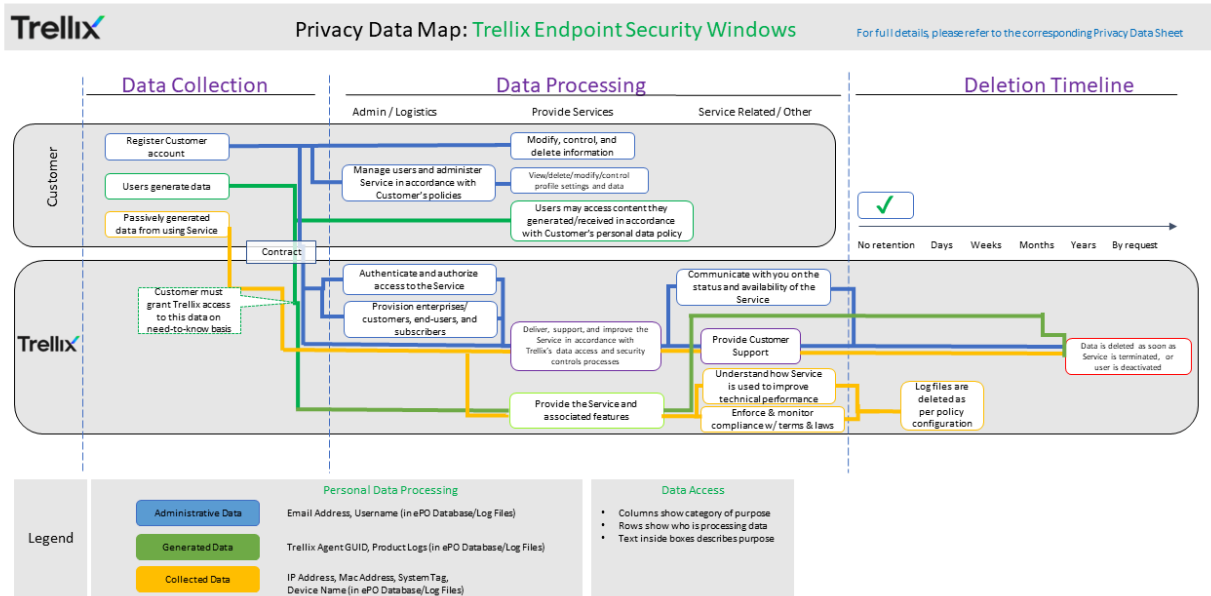 Trellix
Privacy Data Map: Trellix Endpoint Security Windows
For full details, please refer to the corresponding Privacy Data Sheet
Data Collection
Data Processing
Deletion Timeline
Admin / Logistics
Provide Services
Service Related / Other
Customer
Register Customer
account
Users generate data
Passively generated
data from using Service
Contract
Manage users and administer
Service in accordance with
Customer's policies
Modify, control, and
delete information
View/delete/modify/control
profile settings and data
Users may access content they
generated/received in accordance
with Customer's personal data policy
No retention
Days
Weeks
Months
Years
By request
Trellix
Customer must
grant Trellix access
to this data on
need-to-know basis
Authenticate and authorize
access to the Service
Provision enterprises/
customers, end-users, and
subscribers
Deliver, support, and improve the
Service in accordance with
Trellix's data access and security
controls processes
Provide the Service and
associated features
Communicate with you on the
status and availability of the
Service
Provide Customer
Support
Understand how Service
is used to improve
technical performance
Enforce & monitor
compliance w/ terms & laws
Log files are
deleted as
per policy
configuration
Data is deleted as soon as
Service is terminated, or
user is deactivated
Legend
Personal Data Processing
Administrative Data
Email Address, Username (in ePO Database/Log Files)
Generated Data
Trellix Agent GUID, Product Logs (in ePO Database/Log Files)
Collected Data
IP Address, Mac Address, System Tag,
Device Name (in ePO Database/Log Files)
Data Access
• Columns show category of purpose
• Rows show who is processing data
• Text inside boxes describes purpose